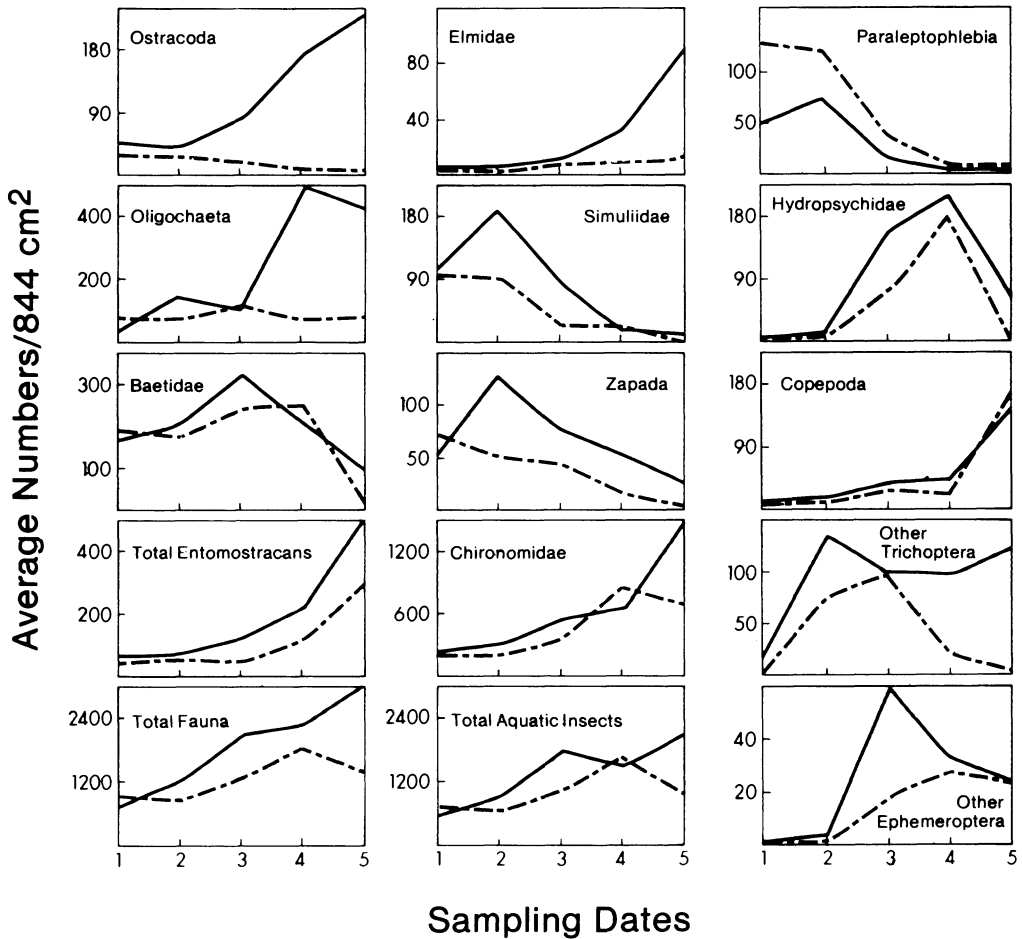 Average Numbers/844 cm2
Ostracoda
180
90
Elmidae
80
40
Paraleptophlebia
100
50
Oligochaeta
400
200
Simuliidae
180
90
Hydropsychidae
180
90
Baetidae
300
100
Zapada
100
50
Copepoda
180
90
Total Entomostracans
400
200
Chironomidae
1200
600
Other
Trichoptera
100
50
Total Fauna
2400
1200
1 2 3 4 5
Total Aquatic Insects
2400
1200
1 2 3 4 5
Other
Ephemeroptera
40
20
1 2 3 4 5
Sampling Dates